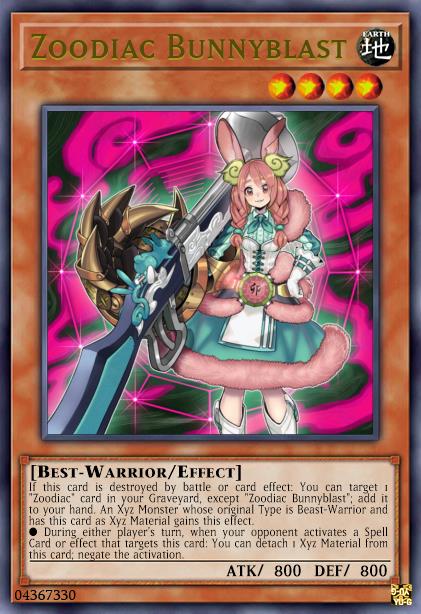 Zoodiac Bunnyblast
EARTH
地
[Best-Warrior/Effect]
If this card is destroyed by battle or card effect: You can target 1
"Zoodiac" card in your Graveyard, except "Zoodiac Bunnyblast"; add it
to your hand. An Xyz Monster whose original Type is Beast-Warrior and
has this card as Xyz Material gains this effect.
● During either player's turn, when your opponent activates a Spell
Card or effect that targets this card: You can detach 1 Xyz Material from
this card; negate the activation.
ATK/ 800 DEF/ 800
04367330